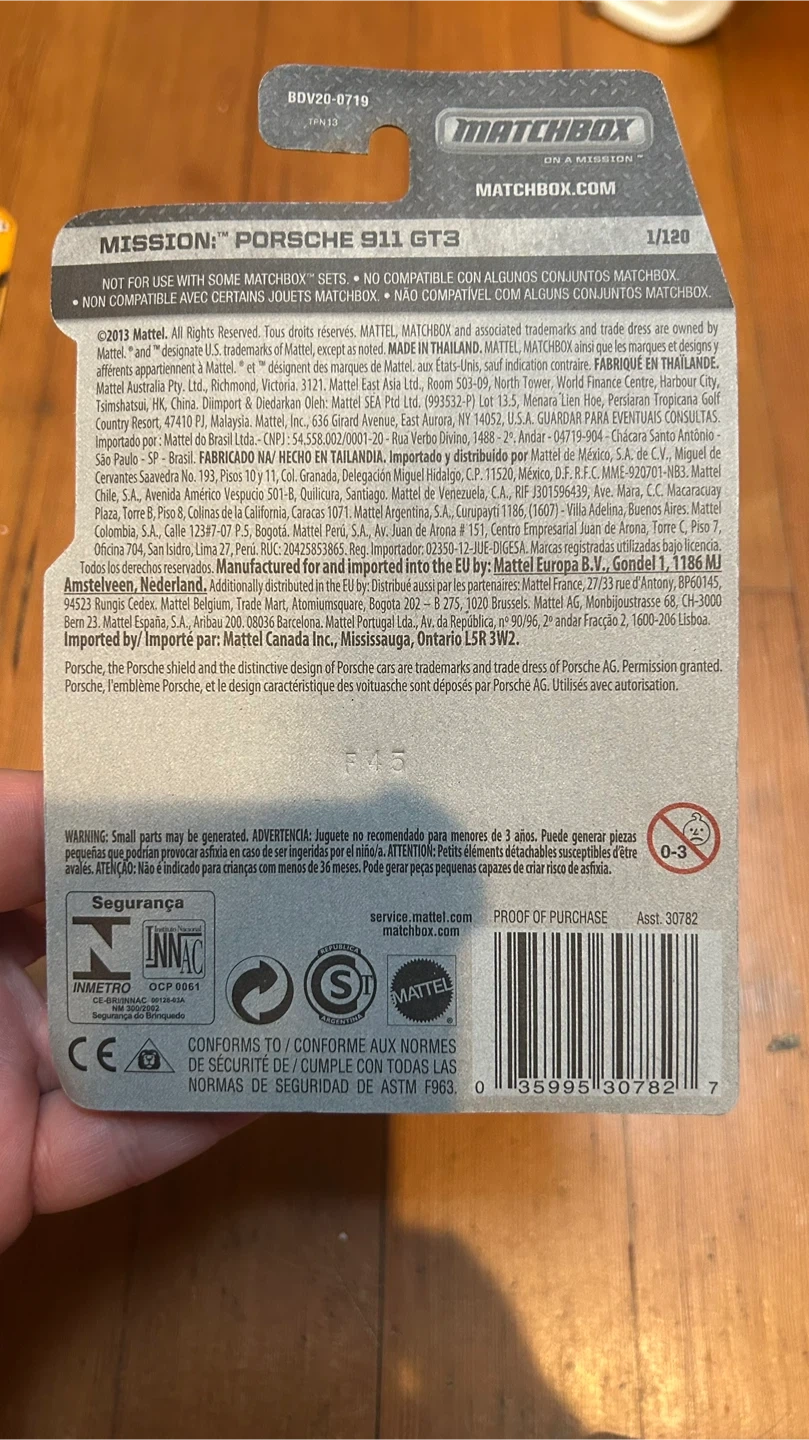 BDV20-0719
TPN13
MATCHBOX
ON A MISSION™
MATCHBOX.COM
MISSION:™ PORSCHE 911 GT3
1/120
NOT FOR USE WITH SOME MATCHBOX™ SETS. • NO COMPATIBLE CON ALGUNOS CONJUNTOS MATCHBOX.
• NON COMPATIBLE AVEC CERTAINS JOUETS MATCHBOX. • NÃO COMPATÍVEL COM ALGUNS CONJUNTOS MATCHBOX.
©2013 Mattel. All Rights Reserved. Tous droits réservés. MATTEL, MATCHBOX and associated trademarks and trade dress are owned by
Mattel. ® and ™ designate U.S. trademarks of Mattel, except as noted. MADE IN THAILAND. MATTEL, MATCHBOX ainsi que les marques et designs y
afférents appartiennent à Mattel. ® et ™ désignent des marques de Mattel. aux États-Unis, sauf indication contraire. FABRIQUÉ EN THAÏLANDE.
Mattel Australia Pty. Ltd., Richmond, Victoria. 3121. Mattel East Asia Ltd., Room 503-09, North Tower, World Finance Centre, Harbour City,
Tsimshatsui, HK, China. Diimport & Diedarkan Oleh: Mattel SEA Ptd Ltd. (993532-P) Lot 13.5, Menara Lien Hoe, Persiaran Tropicana Golf
Country Resort, 47410 PJ, Malaysia. Mattel, Inc., 636 Girard Avenue, East Aurora, NY 14052, U.S.A. GUARDAR PARA EVENTUAIS CONSULTAS.
Importado por : Mattel do Brasil Ltda.- CNPJ : 54.558.002/0001-20 - Rua Verbo Divino, 1488 - 2º. Andar - 04719-904 - Chácara Santo Antônio -
São Paulo - SP - Brasil. FABRICADO NA/ HECHO EN TAILANDIA. Importado y distribuido por Mattel de México, S.A. de C.V., Miguel de
Cervantes Saavedra No. 193, Pisos 10 y 11, Col. Granada, Delegación Miguel Hidalgo, C.P. 11520, México, D.F. R.F.C. MME-920701-NB3. Mattel
Chile, S.A., Avenida Américo Vespucio 501-B, Quilicura, Santiago. Mattel de Venezuela, C.A., RIF J301596439, Ave. Mara, C.C. Macaracuay
Plaza, Torre B, Piso 8, Colinas de la California, Caracas 1071. Mattel Argentina, S.A., Curupayti 1186, (1607) - Villa Adelina, Buenos Aires. Mattel
Colombia, S.A., Calle 123#7-07 P.5, Bogotá. Mattel Perú, S.A., Av. Juan de Arona # 151, Centro Empresarial Juan de Arona, Torre C, Piso 7,
Oficina 704, San Isidro, Lima 27, Perú. RUC: 20425853865. Reg. Importador: 02350-12-JUE-DIGESA. Marcas registradas utilizadas bajo licencia.
Todos los derechos reservados. Manufactured for and imported into the EU by: Mattel Europa B.V., Gondel 1, 1186 MJ
Amstelveen, Nederland. Additionally distributed in the EU by: Distribué aussi par les partenaires: Mattel France, 27/33 rue d'Antony, BP60145,
94523 Rungis Cedex. Mattel Belgium, Trade Mart, Atomiumsquare, Bogota 202 – B 275, 1020 Brussels. Mattel AG, Monbijoustrasse 68, CH-3000
Bern 23. Mattel España, S.A., Aribau 200. 08036 Barcelona. Mattel Portugal Lda., Av. da República, nº 90/96, 2º andar Fracção 2, 1600-206 Lisboa.
Imported by/ Importé par: Mattel Canada Inc., Mississauga, Ontario L5R 3W2.
Porsche, the Porsche shield and the distinctive design of Porsche cars are trademarks and trade dress of Porsche AG. Permission granted.
Porsche, l'emblème Porsche, et le design caractéristique des voituasche sont déposés par Porsche AG. Utilisés avec autorisation.
F45
WARNING: Small parts may be generated. ADVERTENCIA: Juguete no recomendado para menores de 3 años. Puede generar piezas
pequeñas que podrían provocar asfixia en caso de ser ingeridas por el niño/a. ATTENTION: Petits éléments détachables susceptibles d'être
avalés. ATENÇÃO: Não é indicado para crianças com menos de 36 meses. Pode gerar peças pequenas capazes de criar risco de asfixia.
0-3
Segurança
Instituto Nacional
INNAC
INMETRO OCP 0061
CE-BRI/INNAC 00128-03A
NM 300/2002
Segurança do Brinquedo
service.mattel.com
matchbox.com
REPUBLICA
S
ARGENTINA
MATTEL
®
PROOF OF PURCHASE Asst. 30782
CE
CONFORMS TO / CONFORME AUX NORMES
DE SÉCURITÉ DE / CUMPLE CON TODAS LAS
NORMAS DE SEGURIDAD DE ASTM F963.
0 35995 30782 7